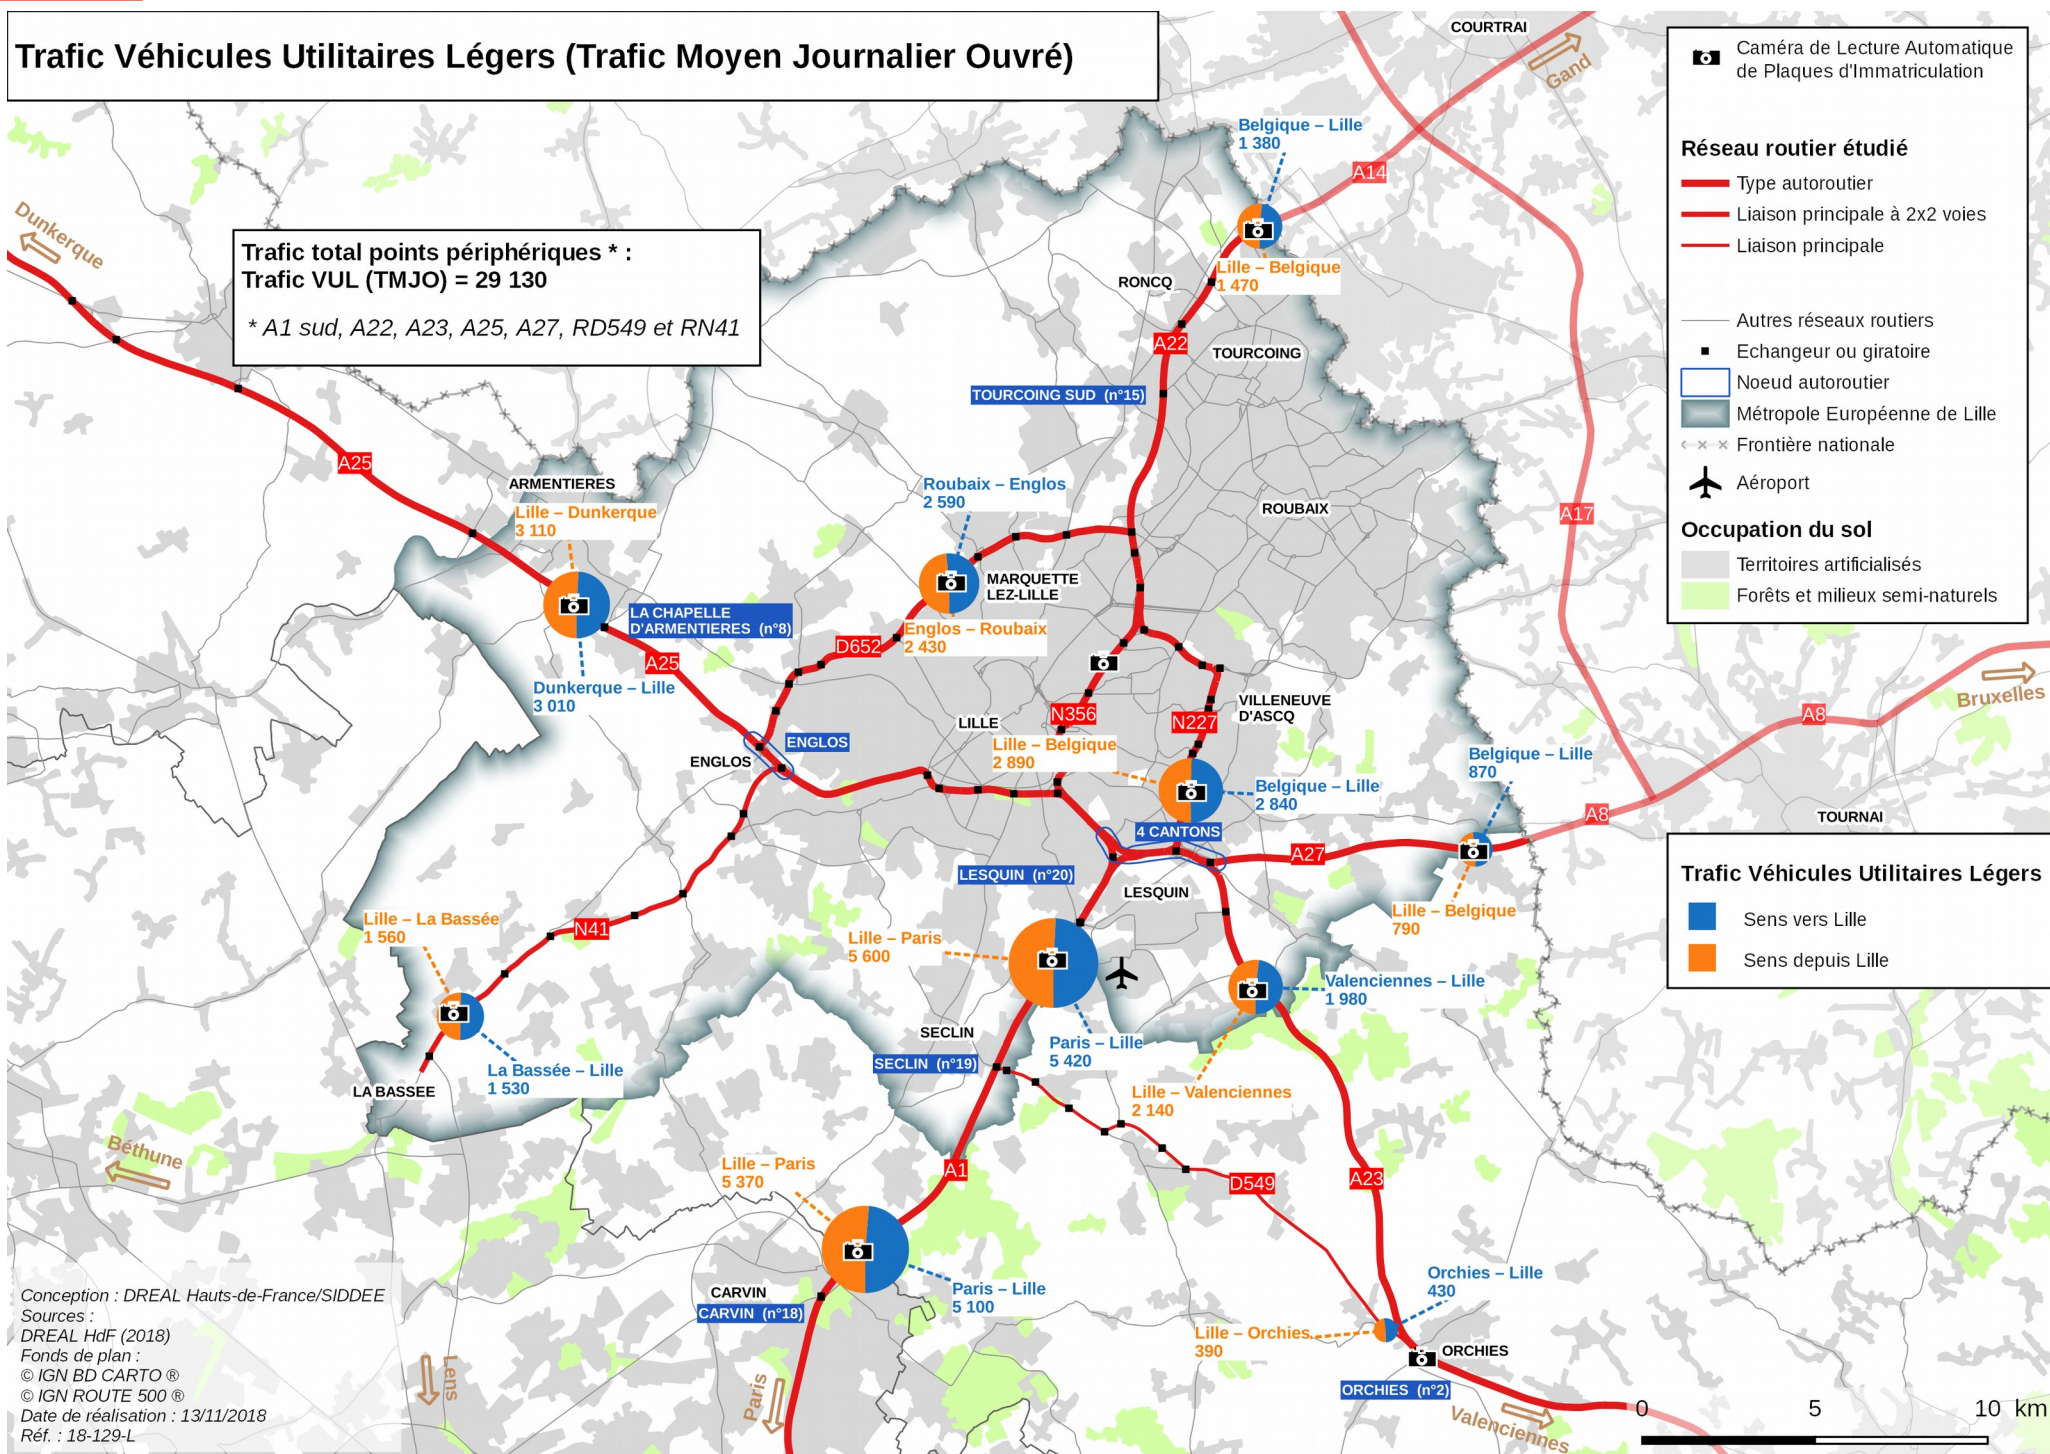 Trafic Véhicules Utilitaires Légers (Trafic Moyen Journalier Ouvré)
Trafic total points périphériques * :
Trafic VUL (TMJO) = 29 130
* A1 sud, A22, A23, A25, A27, RD549 et RN41
COURTRAI
Gand
Caméra de Lecture Automatique
de Plaques d'Immatriculation
Réseau routier étudié
Type autoroutier
Liaison principale à 2x2 voies
Liaison principale
Autres réseaux routiers
Echangeur ou giratoire
Noeud autoroutier
Métropole Européenne de Lille
Frontière nationale
Aéroport
Occupation du sol
Territoires artificialisés
Forêts et milieux semi-naturels
Belgique – Lille
1 380
A14
Dunkerque
Lille – Belgique
1 470
RONCQ
A22
TOURCOING
TOURCOING SUD (n°15)
A25
ARMENTIERES
Lille – Dunkerque
3 110
Roubaix – Englos
2 590
ROUBAIX
A17
MARQUETTE
LEZ-LILLE
LA CHAPELLE
D'ARMENTIERES (n°8)
Englos – Roubaix
2 430
D652
A25
Dunkerque – Lille
3 010
Bruxelles
VILLENEUVE
D'ASCQ
N356
N227
LILLE
A8
ENGLOS
ENGLOS
Lille – Belgique
2 890
Belgique – Lille
2 840
Belgique – Lille
870
A8
TOURNAI
4 CANTONS
A27
LESQUIN (n°20)
LESQUIN
Trafic Véhicules Utilitaires Légers
Sens vers Lille
Sens depuis Lille
Lille – Belgique
790
Lille – La Bassée
1 560
N41
Lille – Paris
5 600
Valenciennes – Lille
1 980
SECLIN
Paris – Lille
5 420
SECLIN (n°19)
La Bassée – Lille
1 530
LA BASSEE
Lille – Valenciennes
2 140
Béthune
Lille – Paris
5 370
A1
D549
A23
Orchies – Lille
430
CARVIN
CARVIN (n°18)
Paris – Lille
5 100
Lille – Orchies
390
ORCHIES
ORCHIES (n°2)
Lens
Paris
Valenciennes
Conception : DREAL Hauts-de-France/SIDDEE
Sources :
DREAL HdF (2018)
Fonds de plan :
© IGN BD CARTO ®
© IGN ROUTE 500 ®
Date de réalisation : 13/11/2018
Réf. : 18-129-L
0 5 10 km